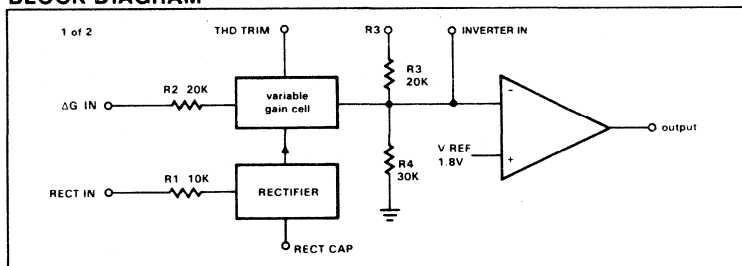 BLOCK DIAGRAM
1 of 2
THD TRIM
R3
INVERTER IN
R3
20K
R2 20K
ΔG IN
variable
gain cell
−
output
V REF
1.8V
+
R4
30K
R1 10K
RECT IN
RECTIFIER
RECT CAP